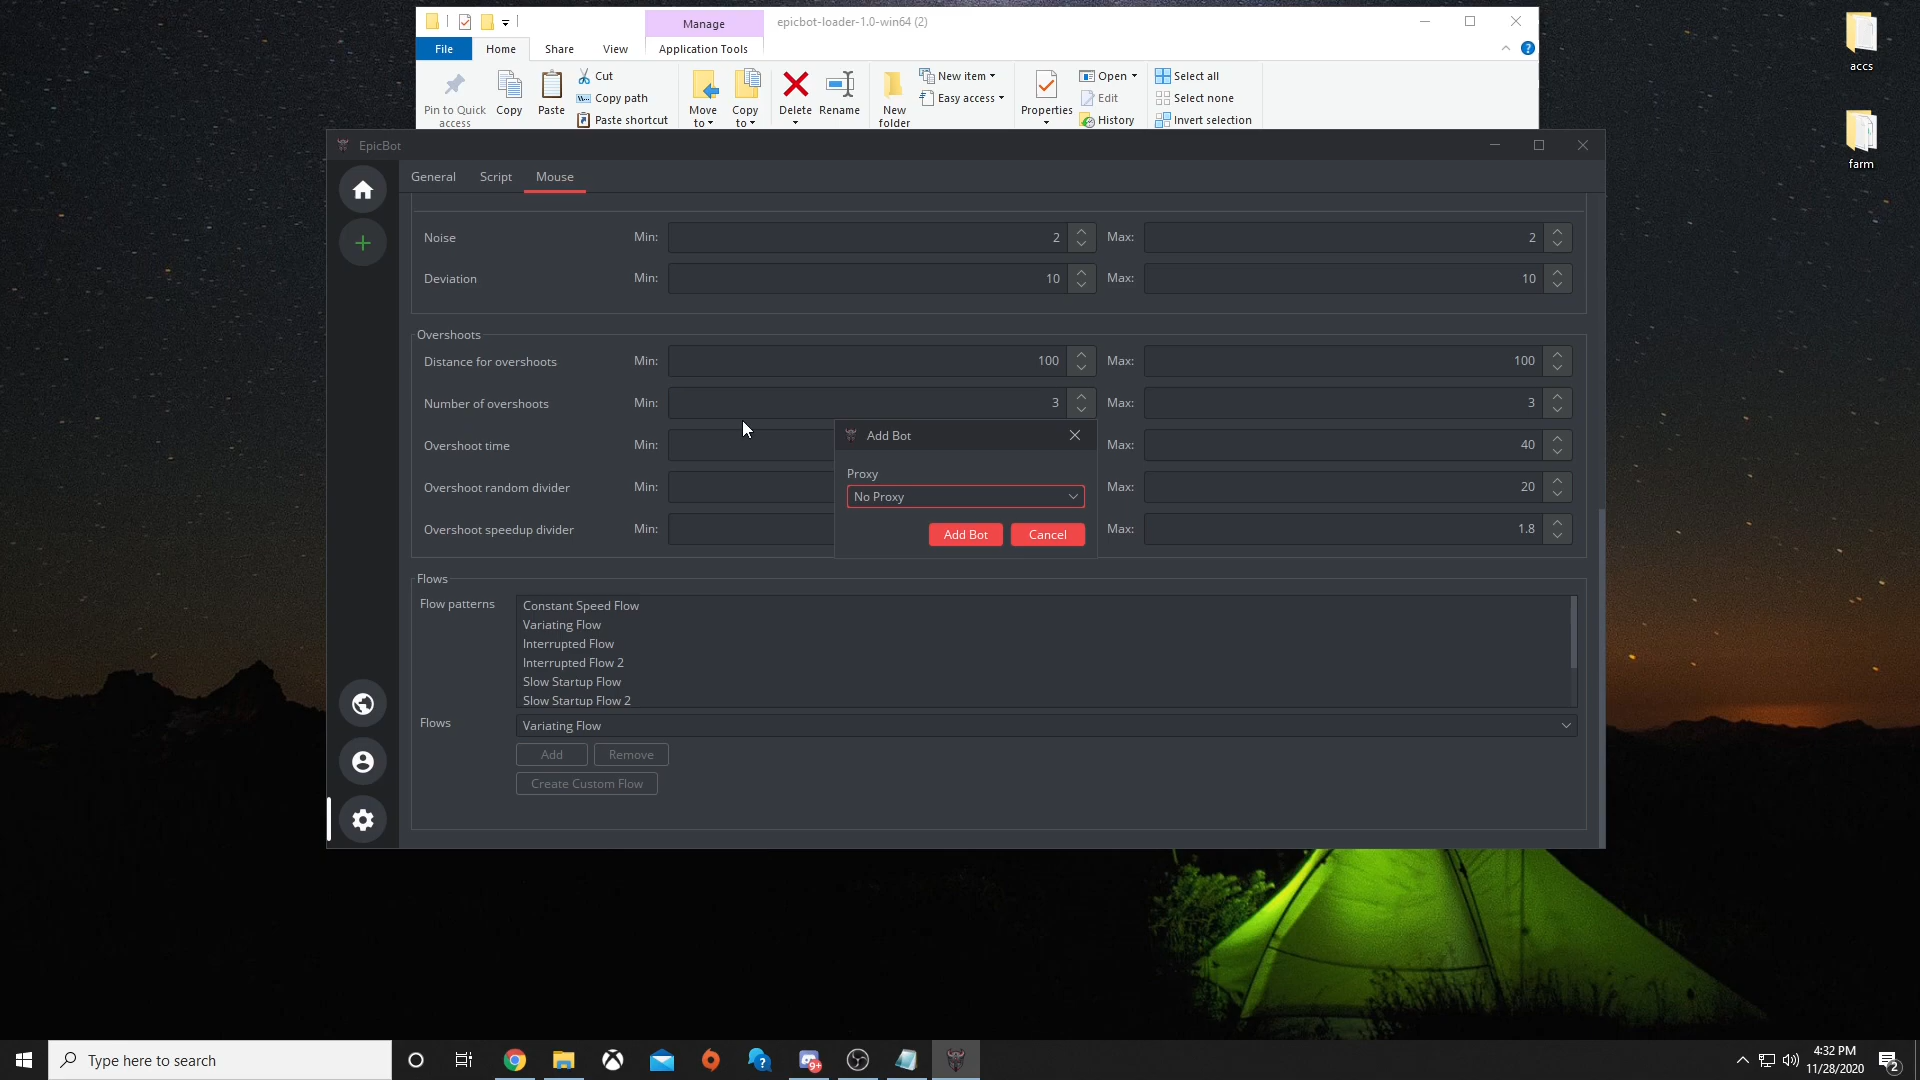 Manage
epicbot-loader-1.0-win64 (2)
File
Home
Share
View
Application Tools
Pin to Quick access
Copy
Paste
Cut
Copy path
Paste shortcut
Move to
Copy to
Delete
Rename
New folder
New item
Easy access
Properties
Open
Edit
History
Select all
Select none
Invert selection
accs
farm
EpicBot
General
Script
Mouse
Noise Min: 2 Max: 2
Deviation Min: 10 Max: 10
Overshoots
Distance for overshoots Min: 100 Max: 100
Number of overshoots Min: 3 Max: 3
Overshoot time Min: Max: 40
Overshoot random divider Min: Max: 20
Overshoot speedup divider Min: Max: 1.8
Add Bot
Proxy
No Proxy
Add Bot
Cancel
Flows
Flow patterns
Constant Speed Flow
Variating Flow
Interrupted Flow
Interrupted Flow 2
Slow Startup Flow
Slow Startup Flow 2
Flows
Variating Flow
Add
Remove
Create Custom Flow
Type here to search
9+
4:32 PM
11/28/2020
2